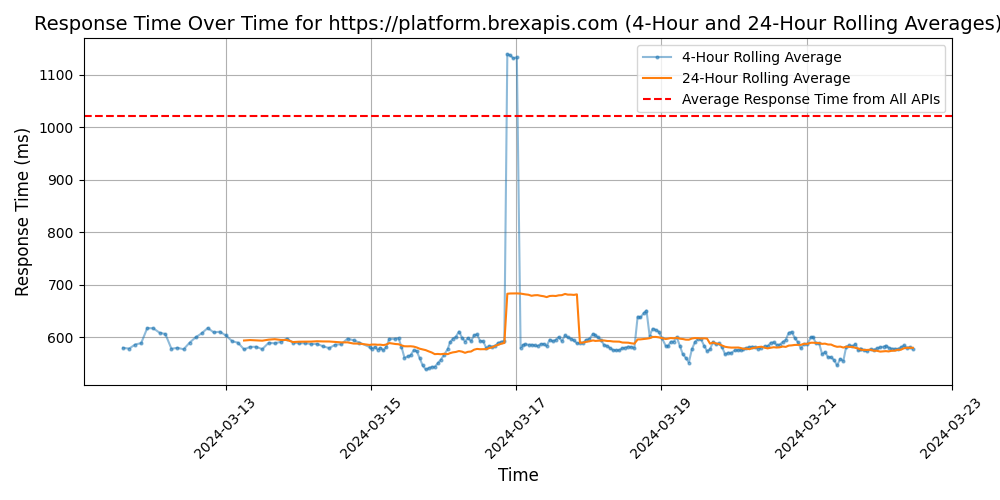 Response Time Over Time for https://platform.brexapis.com (4-Hour and 24-Hour Rolling Averages)
4-Hour Rolling Average
24-Hour Rolling Average
Average Response Time from All APIs
Response Time (ms)
1100
1000
900
800
700
600
2024-03-13
2024-03-15
2024-03-17
2024-03-19
2024-03-21
2024-03-23
Time